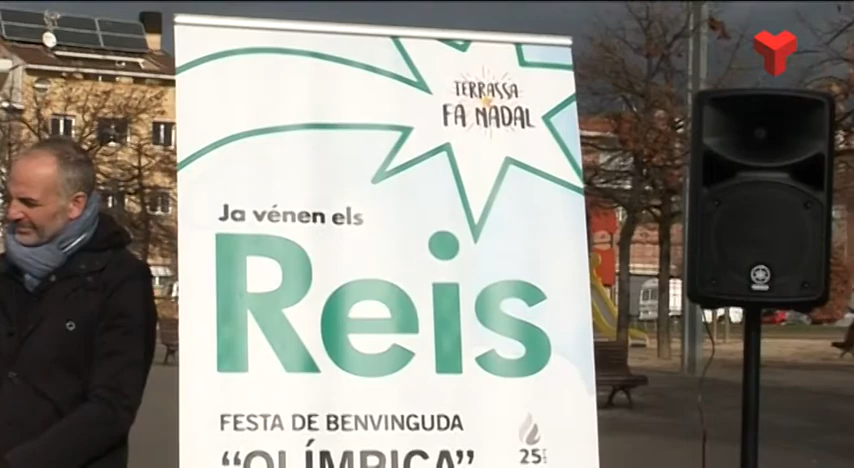 TERRASSA
FA NADAL
Ja vénen els
Reis
FESTA DE BENVINGUDA
“OLÍMPICA”
25